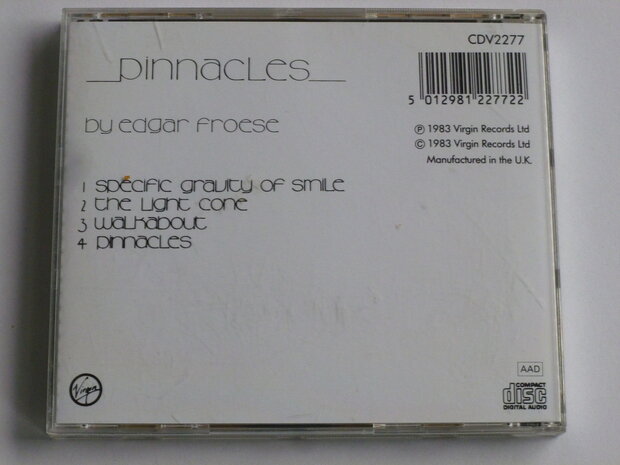 CDV2277
pinnacles
5 012981 227722
by edgar froese
℗ 1983 Virgin Records Ltd
© 1983 Virgin Records Ltd
Manufactured in the U.K.
1 specific gravity of smile
2 the light cone
3 walkabout
4 pinnacles
Virgin
AAD
COMPACT
disc
DIGITAL AUDIO